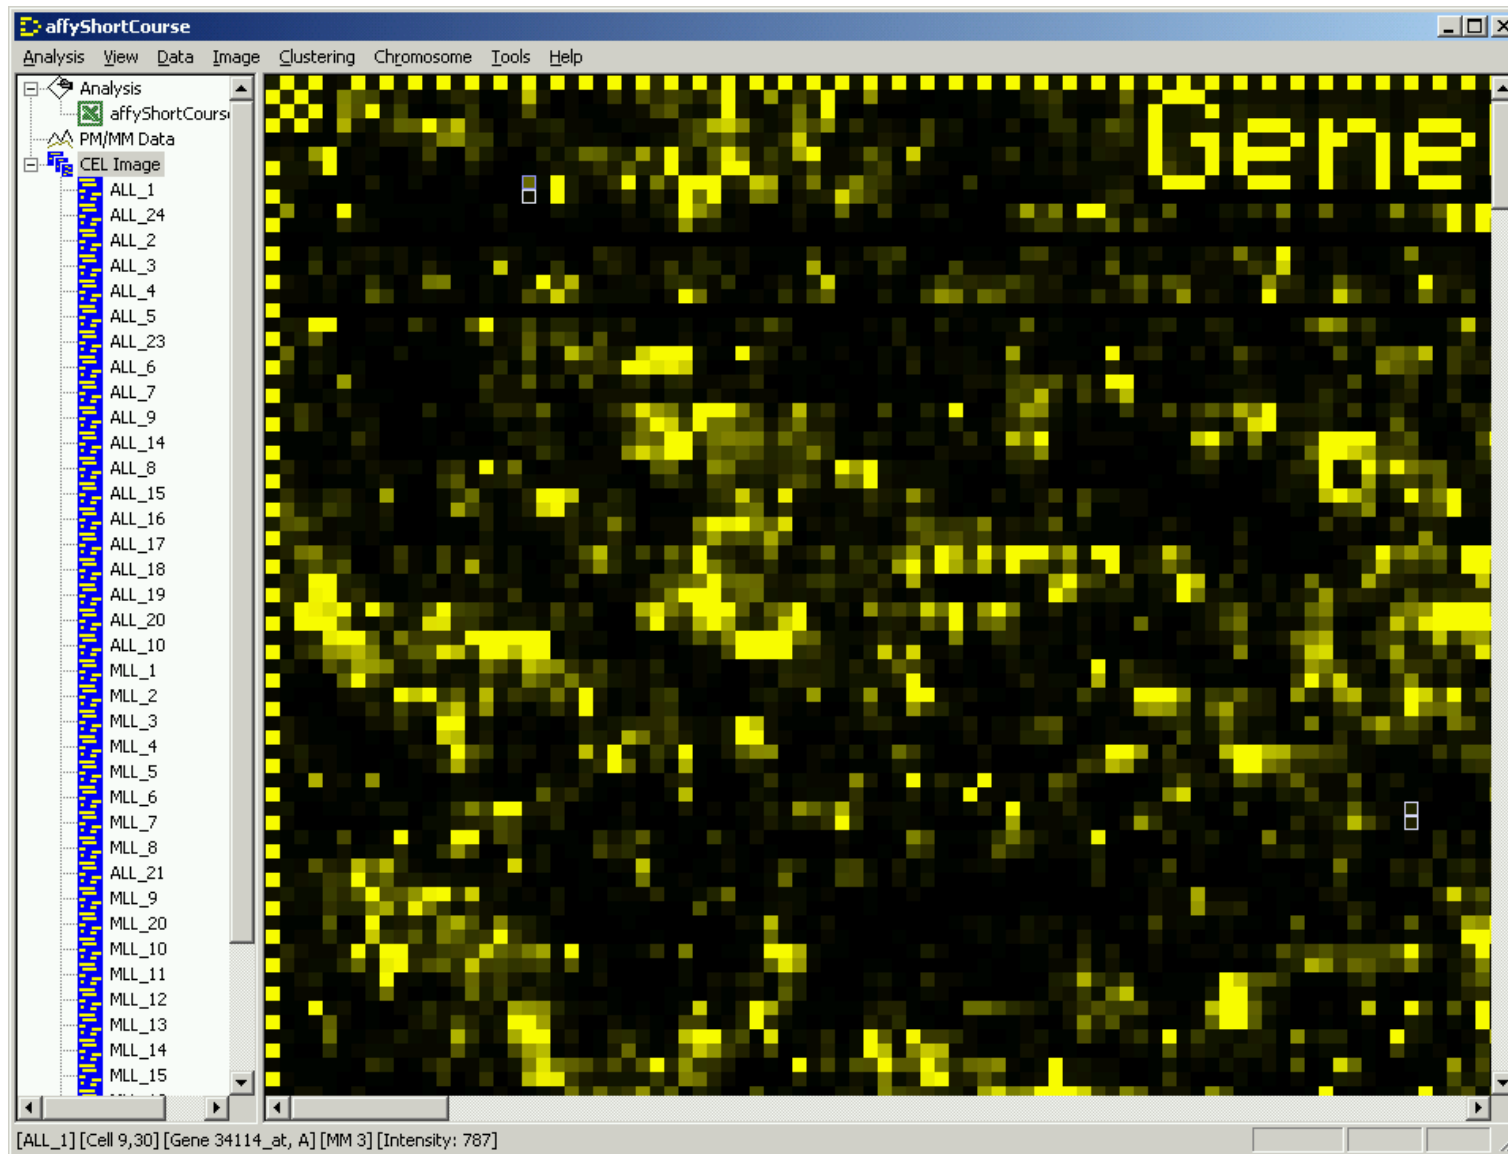 affyShortCourse
Analysis View Data Image Clustering Chromosome Tools Help
Analysis
affyShortCours
PM/MM Data
CEL Image
ALL_1
ALL_24
ALL_2
ALL_3
ALL_4
ALL_5
ALL_23
ALL_6
ALL_7
ALL_9
ALL_14
ALL_8
ALL_15
ALL_16
ALL_17
ALL_18
ALL_19
ALL_20
ALL_10
MLL_1
MLL_2
MLL_3
MLL_4
MLL_5
MLL_6
MLL_7
MLL_8
ALL_21
MLL_9
MLL_20
MLL_10
MLL_11
MLL_12
MLL_13
MLL_14
MLL_15
Gene
[ALL_1] [Cell 9,30] [Gene 34114_at, A] [MM 3] [Intensity: 787]